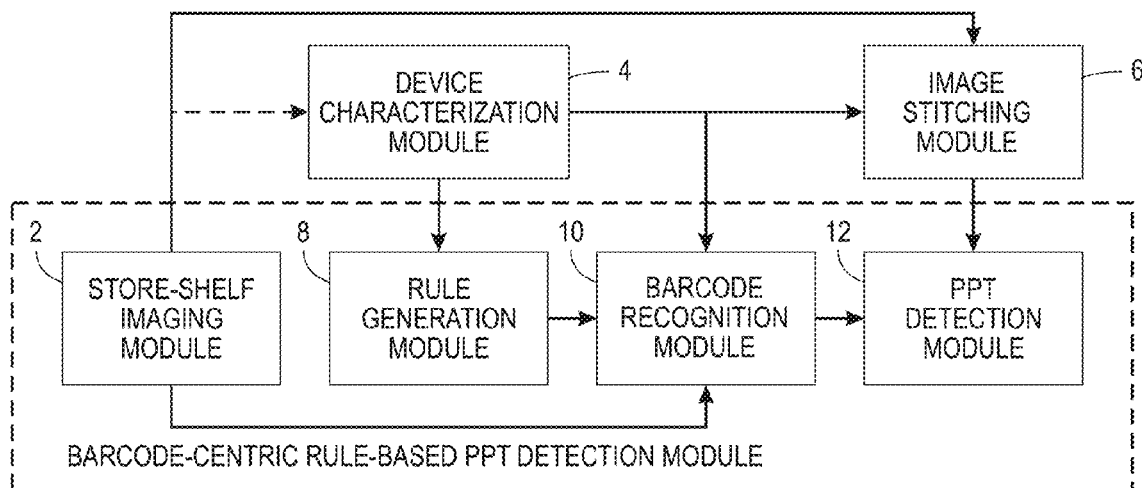 DEVICE
CHARACTERIZATION
MODULE
4
IMAGE
STITCHING
MODULE
6
2
STORE-SHELF
IMAGING
MODULE
8
RULE
GENERATION
MODULE
10
BARCODE
RECOGNITION
MODULE
12
PPT
DETECTION
MODULE
BARCODE-CENTRIC RULE-BASED PPT DETECTION MODULE